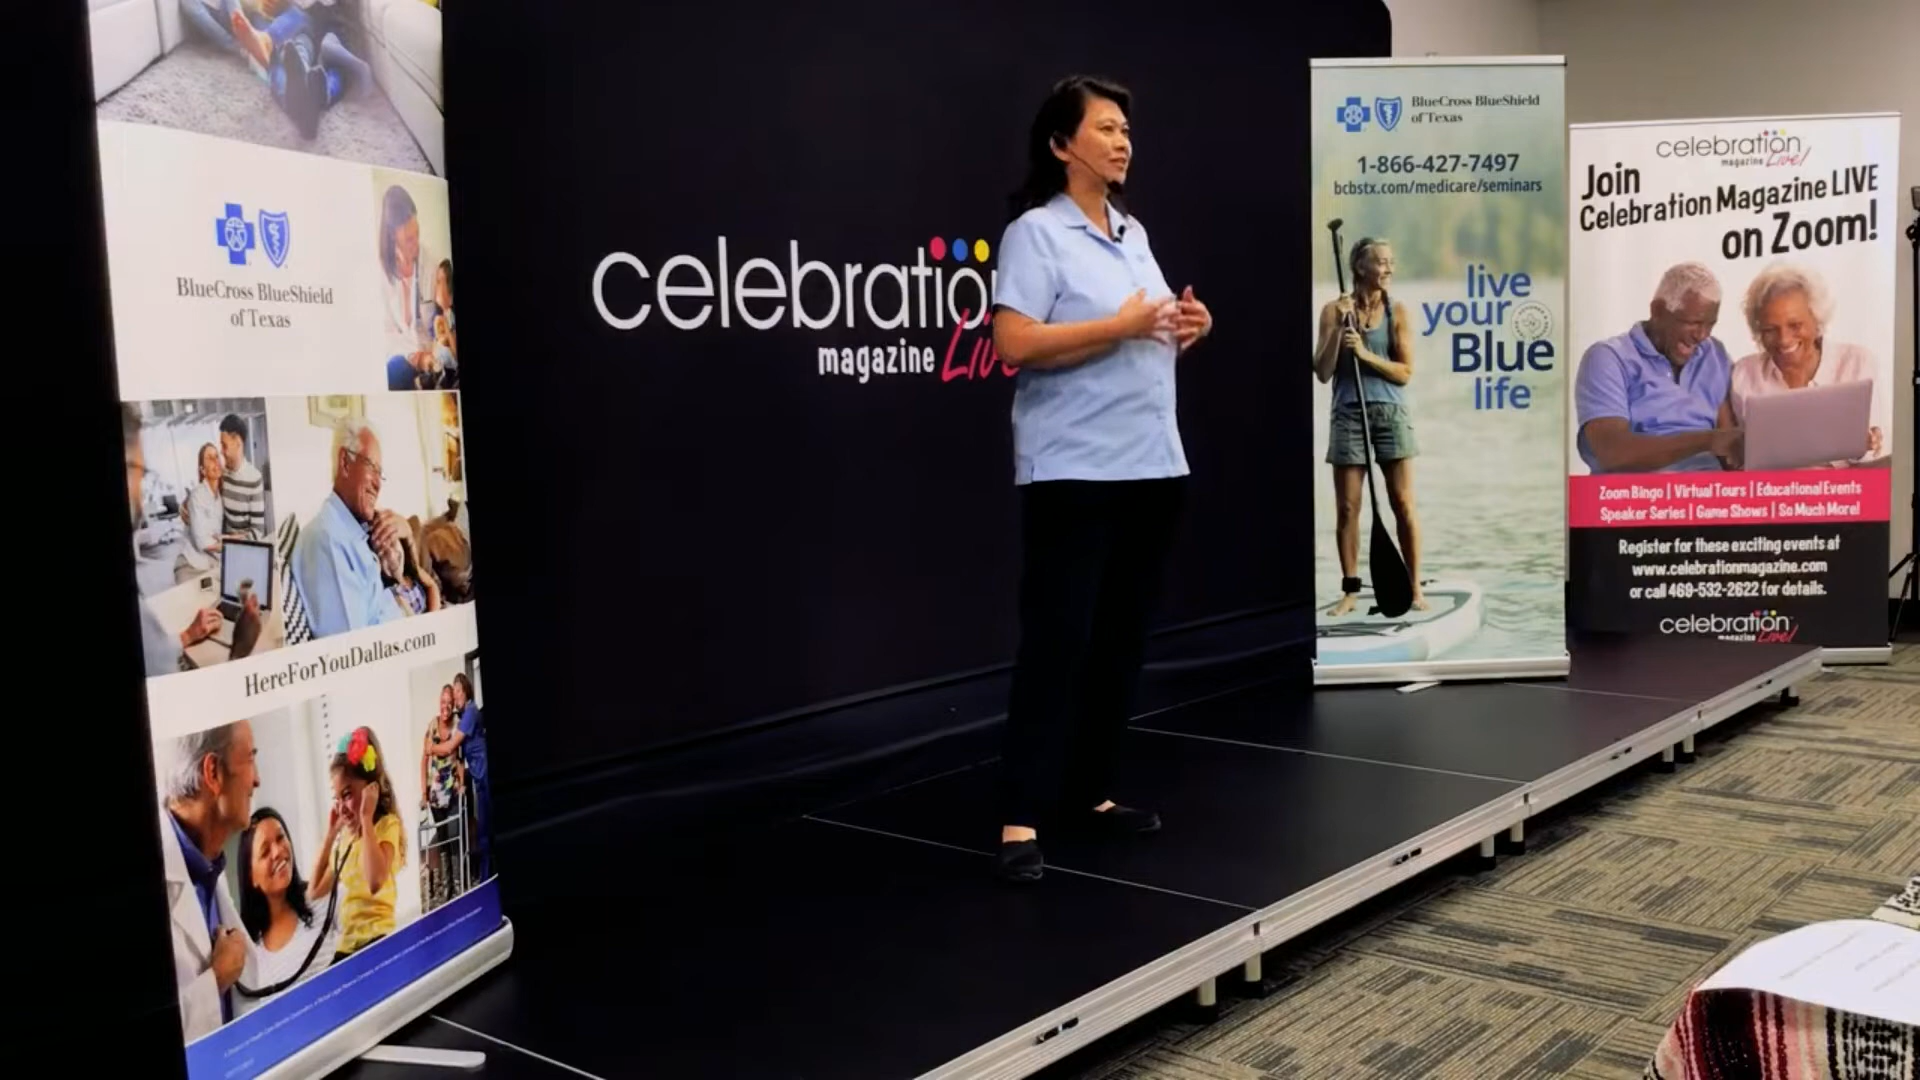 BlueCross BlueShield
of Texas
HereForYouDallas.com
celebratio
magazine Live
BlueCross BlueShield
of Texas
1-866-427-7497
bcbstx.com/medicare/seminars
live
your
Blue
life
celebration
magazine Live!
Join
Celebration Magazine LIVE
on Zoom!
Zoom Bingo | Virtual Tours | Educational Events
Speaker Series | Game Shows | So Much More!
Register for these exciting events at
www.celebrationmagazine.com
or call 469-532-2622 for details.
celebration
magazine Live!